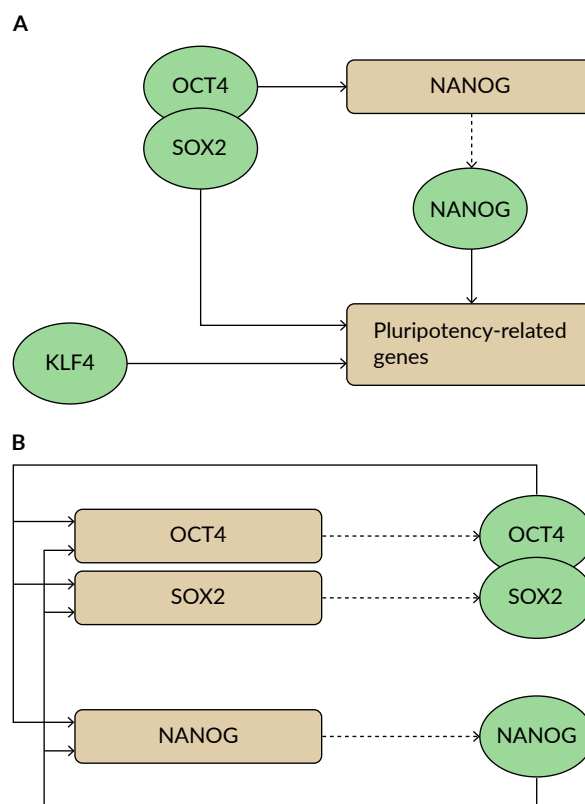 A
OCT4
NANOG
SOX2
NANOG
Pluripotency-related
genes
KLF4
B
OCT4
OCT4
SOX2
SOX2
NANOG
NANOG